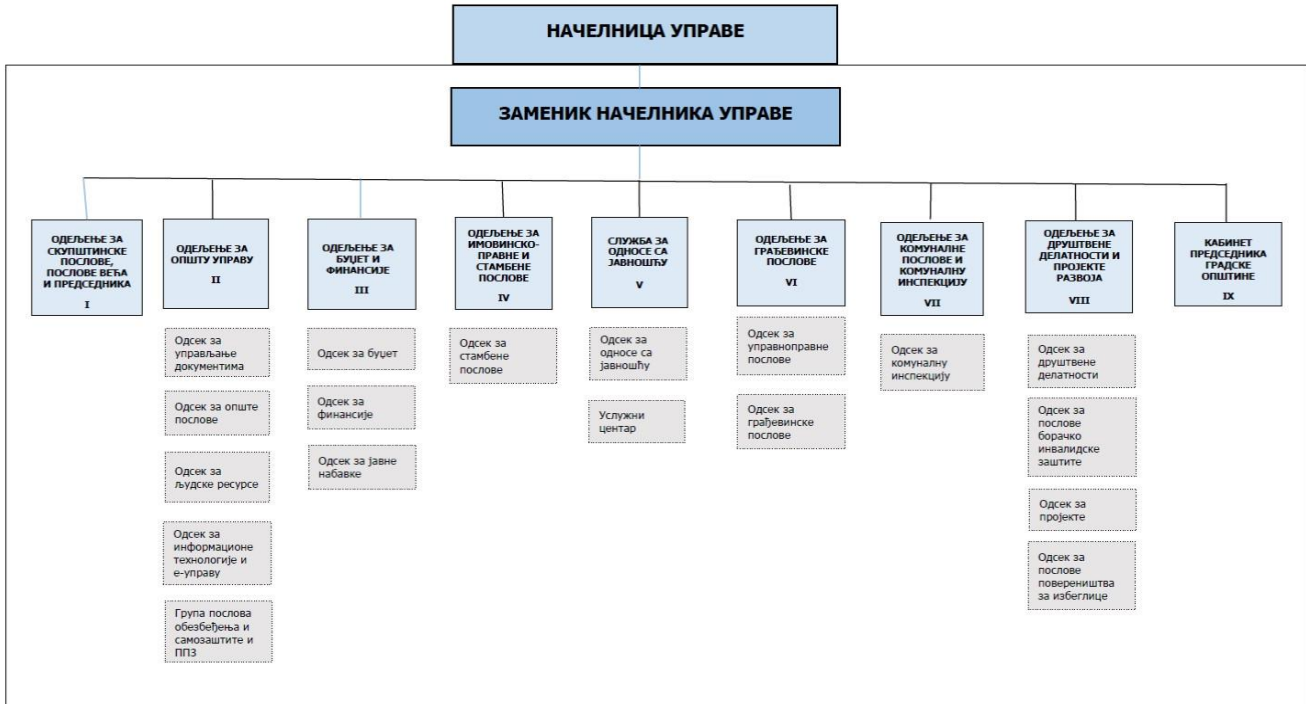 НАЧЕЛНИЦА УПРАВЕ
ЗАМЕНИК НАЧЕЛНИКА УПРАВЕ
ОДЕЉЕЊЕ ЗА
СКУПШТИНСКЕ
ПОСЛОВЕ,
ПОСЛОВЕ ВЕЋА
И ПРЕДСЕДНИКА
I
ОДЕЉЕЊЕ ЗА
ОПШТУ УПРАВУ
II
Одсек за
управљање
документима
Одсек за опште
послове
Одсек за
људске ресурсе
Одсек за
информационе
технологије и
е-управу
Група послова
обезбеђења и
самозаштите и
ППЗ
ОДЕЉЕЊЕ ЗА
БУЏЕТ И
ФИНАНСИЈЕ
III
Одсек за буџет
Одсек за
финансије
Одсек за јавне
набавке
ОДЕЉЕЊЕ ЗА
ИМОВИНСКО-
ПРАВНЕ И
СТАМБЕНЕ
ПОСЛОВЕ
IV
Одсек за
стамбене
послове
СЛУЖБА ЗА
ОДНОСЕ СА
ЈАВНОШЋУ
V
Одсек за
односе са
јавношћу
Услужни
центар
ОДЕЉЕЊЕ ЗА
ГРАЂЕВИНСКЕ
ПОСЛОВЕ
VI
Одсек за
управноправне
послове
Одсек за
грађевинске
послове
ОДЕЉЕЊЕ ЗА
КОМУНАЛНЕ
ПОСЛОВЕ И
КОМУНАЛНУ
ИНСПЕКЦИЈУ
VII
Одсек за
комуналну
инспекцију
ОДЕЉЕЊЕ ЗА
ДРУШТВЕНЕ
ДЕЛАТНОСТИ И
ПРОЈЕКТЕ
РАЗВОЈА
VIII
Одсек за
друштвене
делатности
Одсек за
послове
борачко
инвалидске
заштите
Одсек за
пројекте
Одсек за
послове
повереништва
за избеглице
КАБИНЕТ
ПРЕДСЕДНИКА
ГРАДСКЕ
ОПШТИНЕ
IX